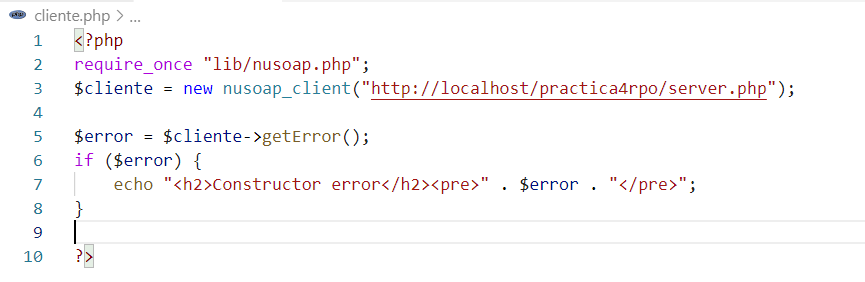 cliente.php > ...
1 <?php
2 require_once "lib/nusoap.php";
3 $cliente = new nusoap_client("http://localhost/practica4rpo/server.php");
4
5 $error = $cliente->getError();
6 if ($error) {
7 echo "<h2>Constructor error</h2><pre>" . $error . "</pre>";
8 }
9
10 ?>